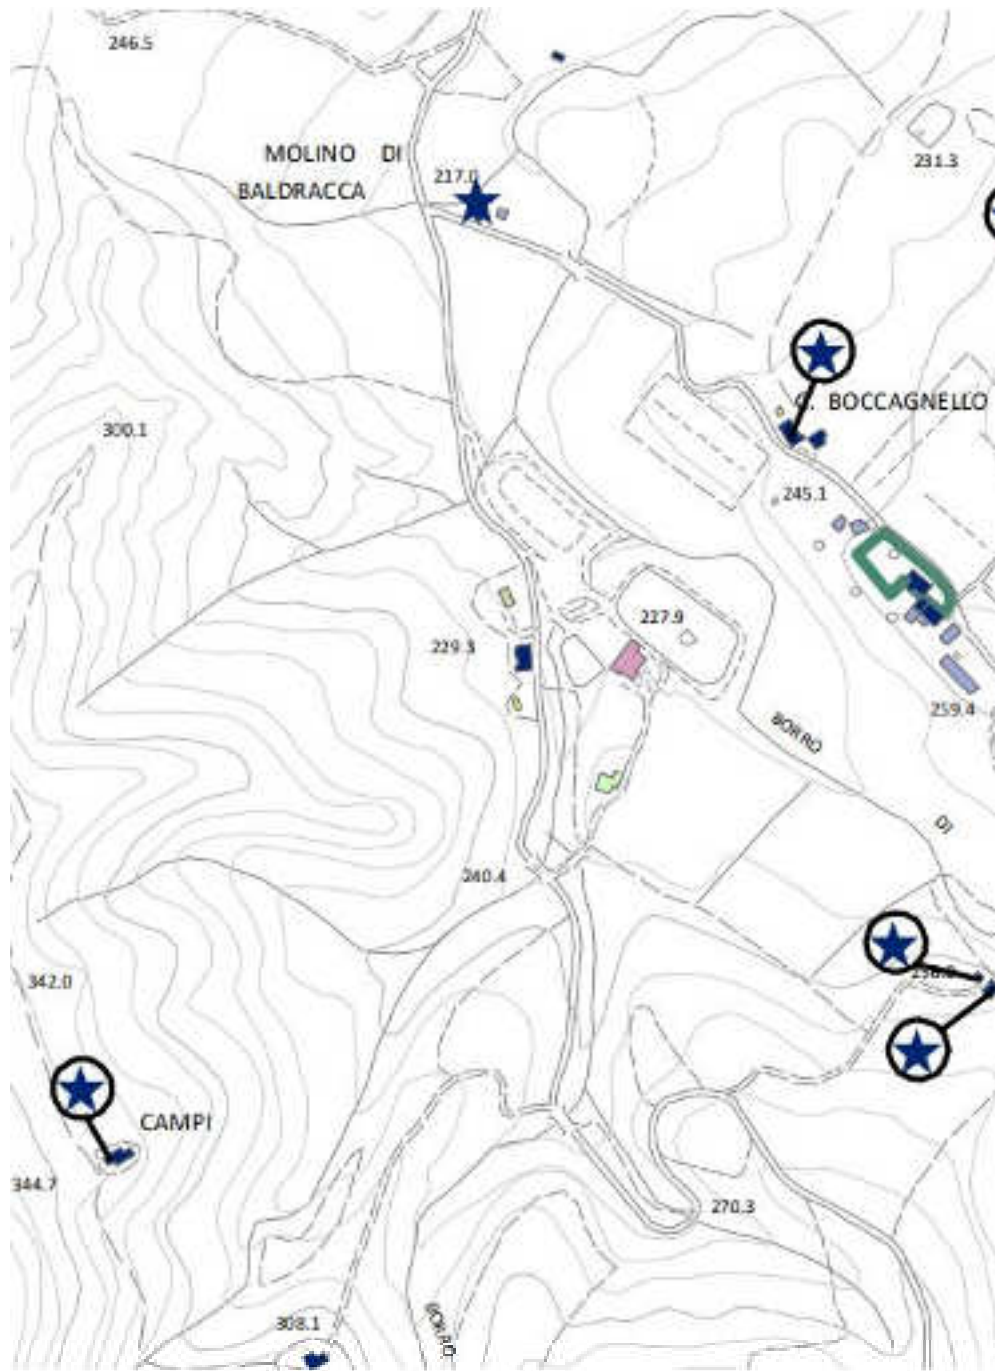 246.5
MOLINO DI
BALDRACCA
217.0
231.3
BOCCAGNELLO
300.1
245.1
227.9
229.3
259.4
BORRO
DI
240.4
342.0
CAMPI
344.7
270.3
308.1
BORRO